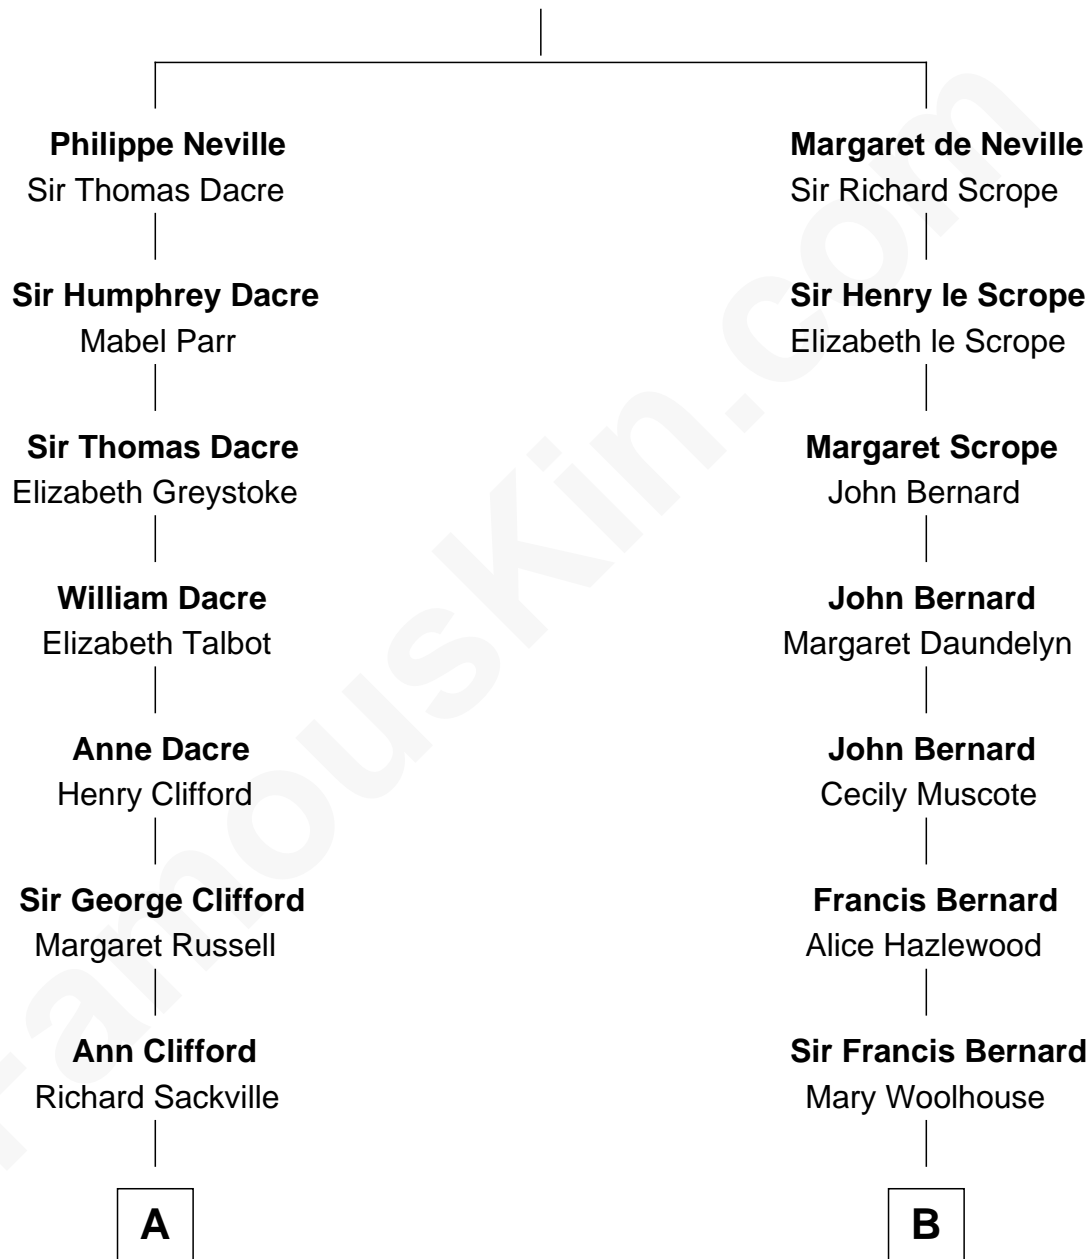 Philippe Neville
Sir Thomas Dacre
Sir Humphrey Dacre
Mabel Parr
Sir Thomas Dacre
Elizabeth Greystoke
William Dacre
Elizabeth Talbot
Anne Dacre
Henry Clifford
Sir George Clifford
Margaret Russell
Ann Clifford
Richard Sackville
A
Margaret de Neville
Sir Richard Scrope
Sir Henry le Scrope
Elizabeth le Scrope
Margaret Scrope
John Bernard
John Bernard
Margaret Daundelyn
John Bernard
Cecily Muscote
Francis Bernard
Alice Hazlewood
Sir Francis Bernard
Mary Woolhouse
B
FamousKin.com